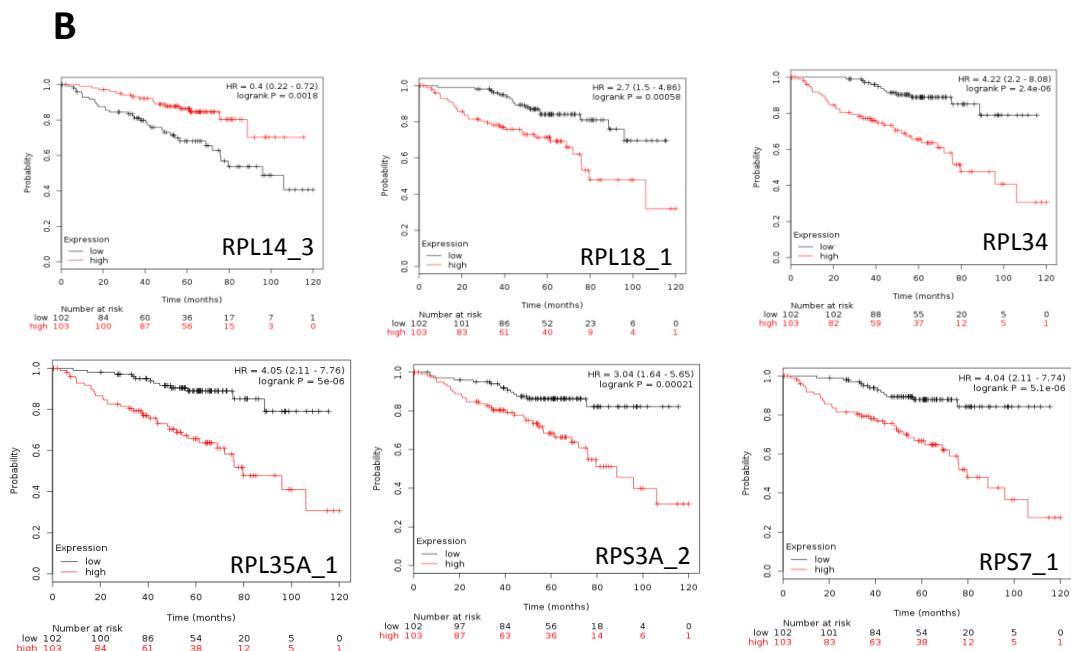 B
HR = 0.4 (0.22 - 0.72)
logrank P = 0.0018
Probability
1.0
0.8
0.6
0.4
0.2
0.0
Expression
low
high
RPL14_3
0 20 40 60 80 100 120
Time (months)
Number at risk
low 102 84 60 36 17 7 1
high 103 100 87 56 15 3 0
HR = 2.7 (1.5 - 4.86)
logrank P = 0.00058
Probability
1.0
0.8
0.6
0.4
0.2
0.0
Expression
low
high
RPL18_1
0 20 40 60 80 100 120
Time (months)
Number at risk
low 102 101 86 52 23 6 0
high 103 83 61 40 9 4 1
HR = 4.22 (2.2 - 8.08)
logrank P = 2.4e-06
Probability
1.0
0.8
0.6
0.4
0.2
0.0
Expression
low
high
RPL34
0 20 40 60 80 100 120
Time (months)
Number at risk
low 102 102 88 55 20 5 0
high 103 82 59 37 12 5 1
HR = 4.05 (2.11 - 7.76)
logrank P = 5e-06
Probability
1.0
0.8
0.6
0.4
0.2
0.0
Expression
low
high
RPL35A_1
0 20 40 60 80 100 120
Time (months)
Number at risk
low 102 100 86 54 20 5 0
high 103 84 61 38 12 5 1
HR = 3.04 (1.64 - 5.65)
logrank P = 0.00021
Probability
1.0
0.8
0.6
0.4
0.2
0.0
Expression
low
high
RPS3A_2
0 20 40 60 80 100 120
Time (months)
Number at risk
low 102 97 84 56 18 4 0
high 103 87 63 36 14 6 1
HR = 4.04 (2.11 - 7.74)
logrank P = 5.1e-06
Probability
1.0
0.8
0.6
0.4
0.2
0.0
Expression
low
high
RPS7_1
0 20 40 60 80 100 120
Time (months)
Number at risk
low 102 101 84 54 20 5 0
high 103 83 63 38 12 5 1